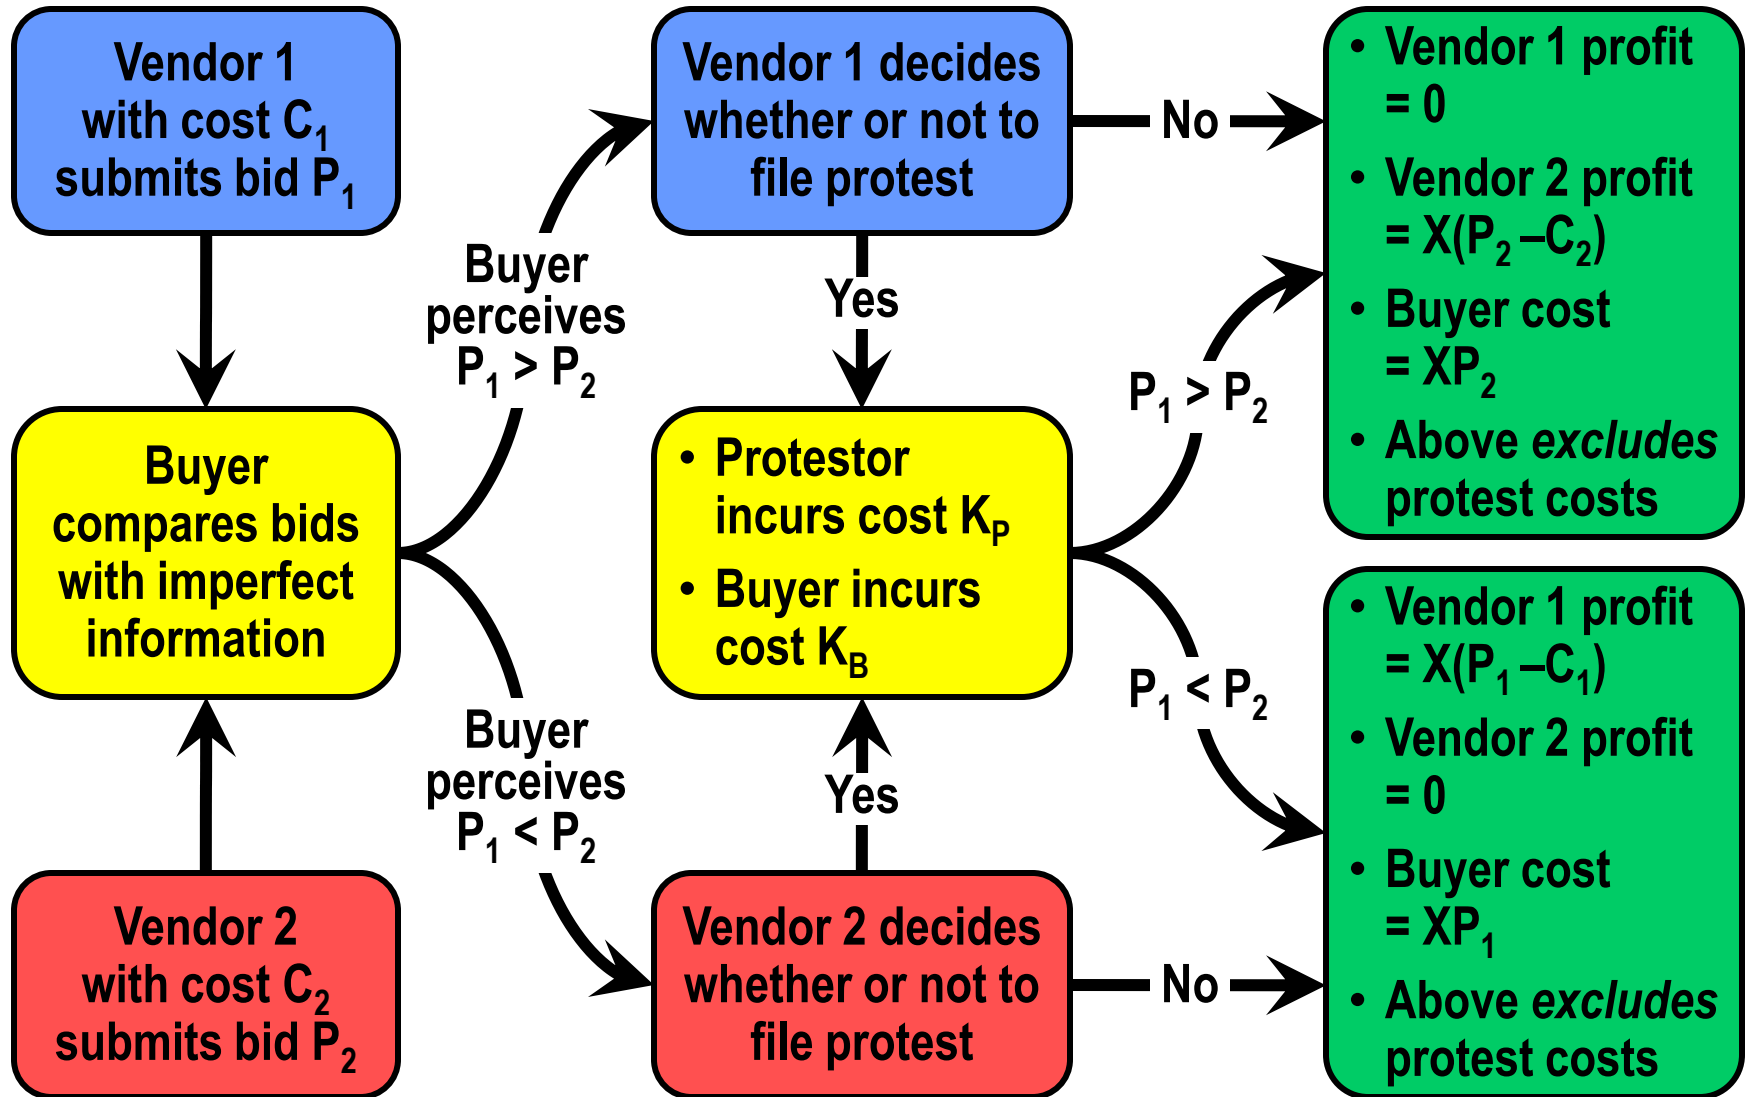 Vendor 1
with cost C₁
submits bid P₁
Buyer
compares bids
with imperfect
information
Vendor 2
with cost C₂
submits bid P₂
Buyer
perceives
P₁ > P₂
Buyer
perceives
P₁ < P₂
Vendor 1 decides
whether or not to
file protest
Yes
• Protestor
incurs cost Kₚ
• Buyer incurs
cost K_B
Yes
Vendor 2 decides
whether or not to
file protest
No
P₁ > P₂
P₁ < P₂
No
• Vendor 1 profit
= 0
• Vendor 2 profit
= X(P₂ –C₂)
• Buyer cost
= XP₂
• Above excludes
protest costs
• Vendor 1 profit
= X(P₁ –C₁)
• Vendor 2 profit
= 0
• Buyer cost
= XP₁
• Above excludes
protest costs